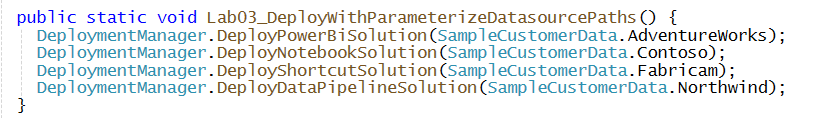 public static void Lab03_DeployWithParameterizeDatasourcePaths() {
  DeploymentManager.DeployPowerBiSolution(SampleCustomerData.AdventureWorks);
  DeploymentManager.DeployNotebookSolution(SampleCustomerData.Contoso);
  DeploymentManager.DeployShortcutSolution(SampleCustomerData.Fabricam);
  DeploymentManager.DeployDataPipelineSolution(SampleCustomerData.Northwind);
}